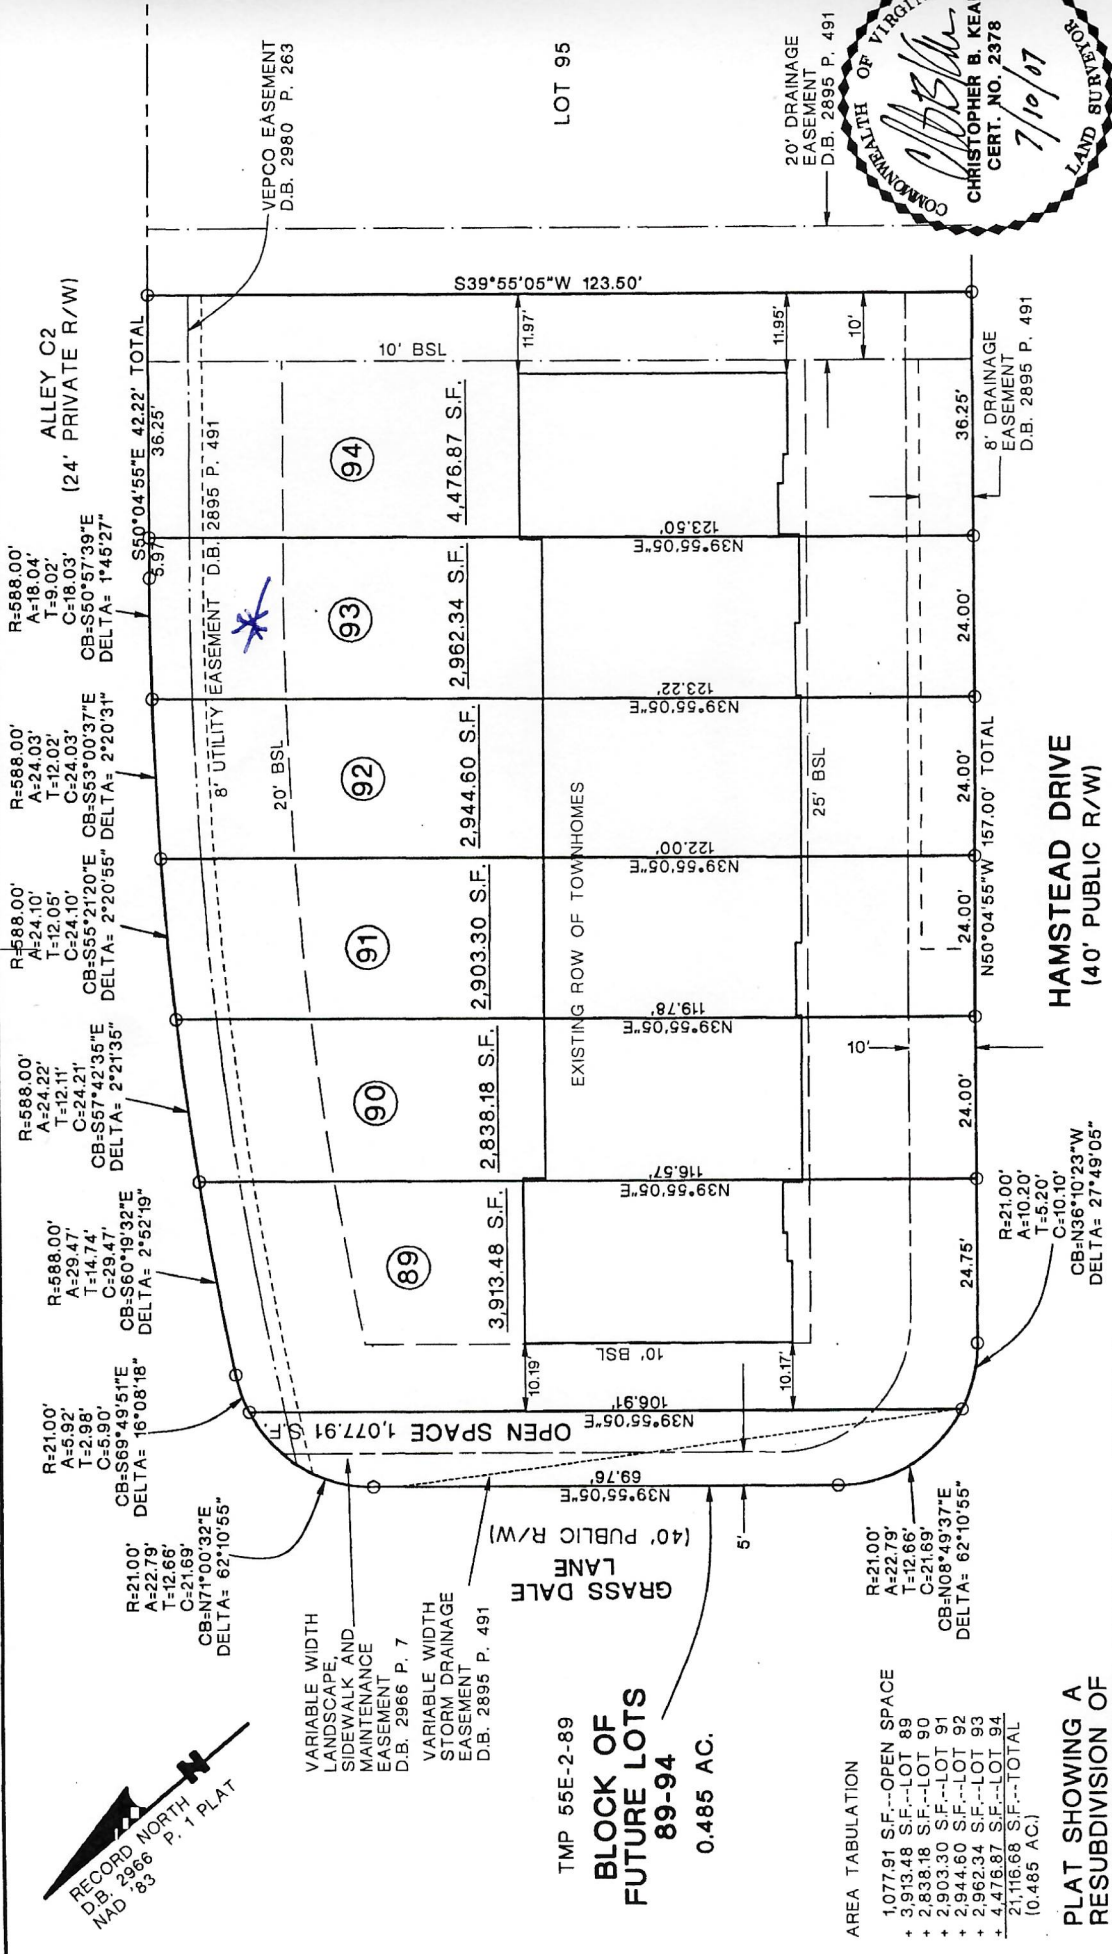 ALLEY C2
(24' PRIVATE R/W)
VEPCO EASEMENT
D.B. 2980 P. 263
LOT 95
20' DRAINAGE
EASEMENT
D.B. 2895 P. 491
COMMONWEALTH OF VIRGINIA
CHRISTOPHER B. KEA
CERT. NO. 2378
7/10/07
LAND SURVEYOR
S50°04'55"E 42.22' TOTAL
36.25'
5.97'
S39°55'05"W 123.50'
10' BSL
11.97'
11.95'
10'
8' DRAINAGE
EASEMENT
D.B. 2895 P. 491
36.25'
R=588.00'
A=18.04'
T=9.02'
C=18.03'
CB=S50°57'39"E
DELTA= 1°45'27"
R=588.00'
A=24.03'
T=12.02'
C=24.03'
CB=S53°00'37"E
DELTA= 2°20'31"
R=588.00'
A=24.10'
T=12.05'
C=24.10'
CB=S55°21'20"E
DELTA= 2°20'55"
R=588.00'
A=24.22'
T=12.11'
C=24.21'
CB=S57°42'35"E
DELTA= 2°21'35"
R=588.00'
A=29.47'
T=14.74'
C=29.47'
CB=S60°19'32"E
DELTA= 2°52'19"
R=21.00'
A=5.92'
T=2.98'
C=5.90'
CB=S69°49'51"E
DELTA= 16°08'18"
R=21.00'
A=22.79'
T=12.66'
C=21.69'
CB=N71°00'32"E
DELTA= 62°10'55"
8' UTILITY EASEMENT D.B. 2895 P. 491
20' BSL
94
4,476.87 S.F.
N39°55'05"E
123.50'
93
2,962.34 S.F.
N39°55'05"E
123.22'
92
2,944.60 S.F.
N39°55'05"E
122.00'
91
2,903.30 S.F.
N39°55'05"E
119.78'
90
2,838.18 S.F.
N39°55'05"E
116.57'
89
3,913.48 S.F.
EXISTING ROW OF TOWNHOMES
25' BSL
10' BSL
10.19'
10.17'
N39°55'05"E
106.91'
OPEN SPACE 1,077.91 S.F.
N39°55'05"E
69.76'
5'
10'
24.00'
24.00'
24.00'
24.00'
24.75'
N50°04'55"W 157.00' TOTAL
HAMSTEAD DRIVE
(40' PUBLIC R/W)
R=21.00'
A=10.20'
T=5.20'
C=10.10'
CB=N36°10'23"W
DELTA= 27°49'05"
R=21.00'
A=22.79'
T=12.66'
C=21.69'
CB=N08°49'37"E
DELTA= 62°10'55"
GRASS DALE
LANE
(40' PUBLIC R/W)
VARIABLE WIDTH
LANDSCAPE,
SIDEWALK AND
MAINTENANCE
EASEMENT
D.B. 2966 P. 7
VARIABLE WIDTH
STORM DRAINAGE
EASEMENT
D.B. 2895 P. 491
RECORD NORTH
D.B. 2966 P. 1 PLAT
NAD '83
TMP 55E-2-89
BLOCK OF
FUTURE LOTS
89-94
0.485 AC.
AREA TABULATION
1,077.91 S.F.--OPEN SPACE
+ 3,913.48 S.F.--LOT 89
+ 2,838.18 S.F.--LOT 90
+ 2,903.30 S.F.--LOT 91
+ 2,944.60 S.F.--LOT 92
+ 2,962.34 S.F.--LOT 93
+ 4,476.87 S.F.--LOT 94
21,116.68 S.F.--TOTAL
(0.485 AC.)
PLAT SHOWING A
RESUBDIVISION OF